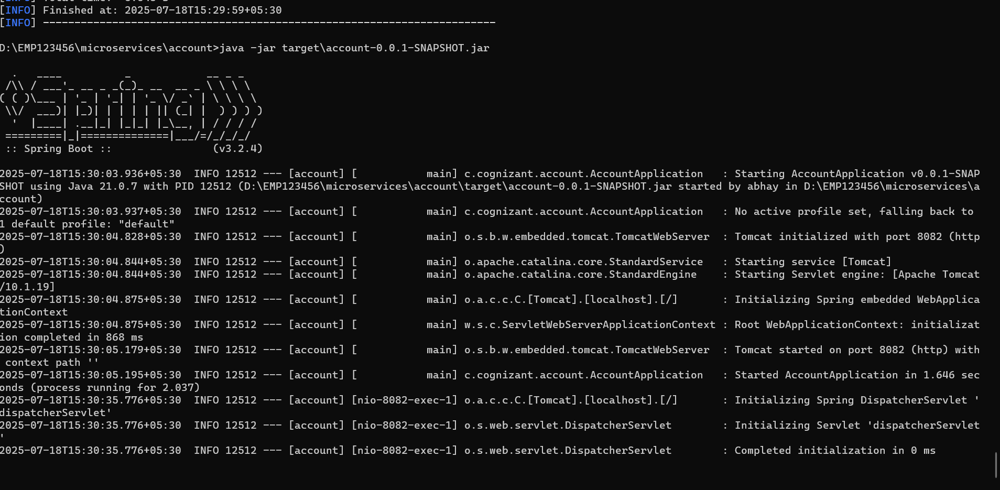 [INFO] Total time:
[INFO] Finished at: 2025-07-18T15:29:59+05:30
[INFO] ------------------------------------------------------------------------

D:\EMP123456\microservices\account>java -jar target\account-0.0.1-SNAPSHOT.jar

  .   ____          _            __ _ _
 /\\ / ___'_ __ _ _(_)_ __  __ _ \ \ \ \
( ( )\___ | '_ | '_| | '_ \/ _` | \ \ \ \
 \\/  ___)| |_)| | | | | || (_| |  ) ) ) )
  '  |____| .__|_| |_|_| |_\__, | / / / /
 =========|_|==============|___/=/_/_/_/
 :: Spring Boot ::                (v3.2.4)

2025-07-18T15:30:03.936+05:30  INFO 12512 --- [account] [           main] c.cognizant.account.AccountApplication   : Starting AccountApplication v0.0.1-SNAP
SHOT using Java 21.0.7 with PID 12512 (D:\EMP123456\microservices\account\target\account-0.0.1-SNAPSHOT.jar started by abhay in D:\EMP123456\microservices\a
ccount)
2025-07-18T15:30:03.937+05:30  INFO 12512 --- [account] [           main] c.cognizant.account.AccountApplication   : No active profile set, falling back to
1 default profile: "default"
2025-07-18T15:30:04.828+05:30  INFO 12512 --- [account] [           main] o.s.b.w.embedded.tomcat.TomcatWebServer  : Tomcat initialized with port 8082 (http
)
2025-07-18T15:30:04.844+05:30  INFO 12512 --- [account] [           main] o.apache.catalina.core.StandardService   : Starting service [Tomcat]
2025-07-18T15:30:04.844+05:30  INFO 12512 --- [account] [           main] o.apache.catalina.core.StandardEngine    : Starting Servlet engine: [Apache Tomcat
/10.1.19]
2025-07-18T15:30:04.875+05:30  INFO 12512 --- [account] [           main] o.a.c.c.C.[Tomcat].[localhost].[/]       : Initializing Spring embedded WebApplica
tionContext
2025-07-18T15:30:04.875+05:30  INFO 12512 --- [account] [           main] w.s.c.ServletWebServerApplicationContext : Root WebApplicationContext: initializat
ion completed in 868 ms
2025-07-18T15:30:05.179+05:30  INFO 12512 --- [account] [           main] o.s.b.w.embedded.tomcat.TomcatWebServer  : Tomcat started on port 8082 (http) with
 context path ''
2025-07-18T15:30:05.195+05:30  INFO 12512 --- [account] [           main] c.cognizant.account.AccountApplication   : Started AccountApplication in 1.646 sec
onds (process running for 2.037)
2025-07-18T15:30:35.776+05:30  INFO 12512 --- [account] [nio-8082-exec-1] o.a.c.c.C.[Tomcat].[localhost].[/]       : Initializing Spring DispatcherServlet '
dispatcherServlet'
2025-07-18T15:30:35.776+05:30  INFO 12512 --- [account] [nio-8082-exec-1] o.s.web.servlet.DispatcherServlet        : Initializing Servlet 'dispatcherServlet
'
2025-07-18T15:30:35.776+05:30  INFO 12512 --- [account] [nio-8082-exec-1] o.s.web.servlet.DispatcherServlet        : Completed initialization in 0 ms